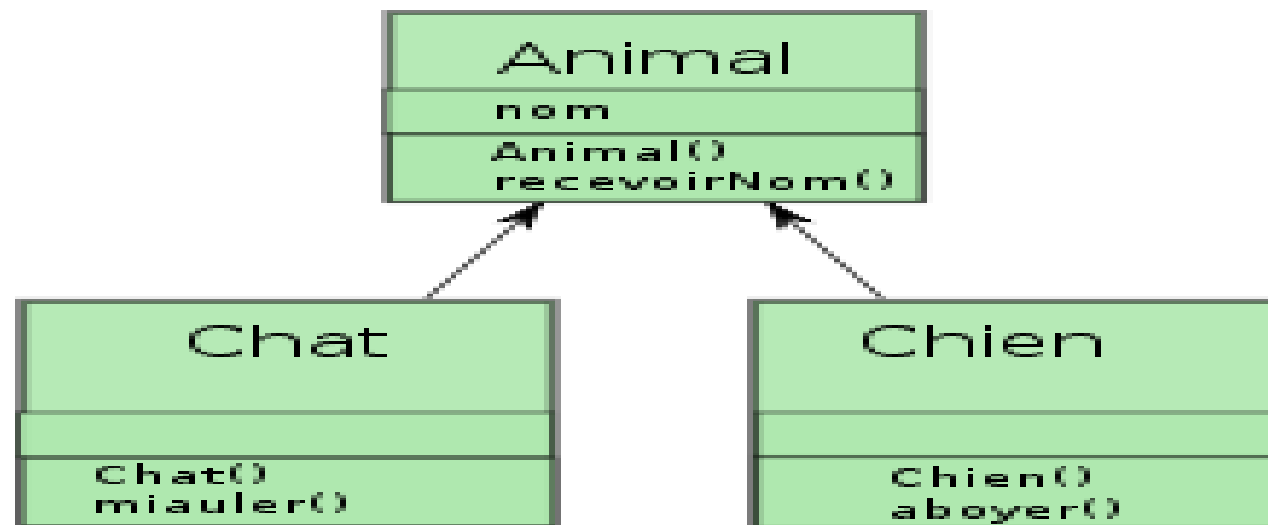 Animal
nom
Animal()
recevoirNom()
Chat
Chat()
miauler()
Chien
Chien()
aboyer()